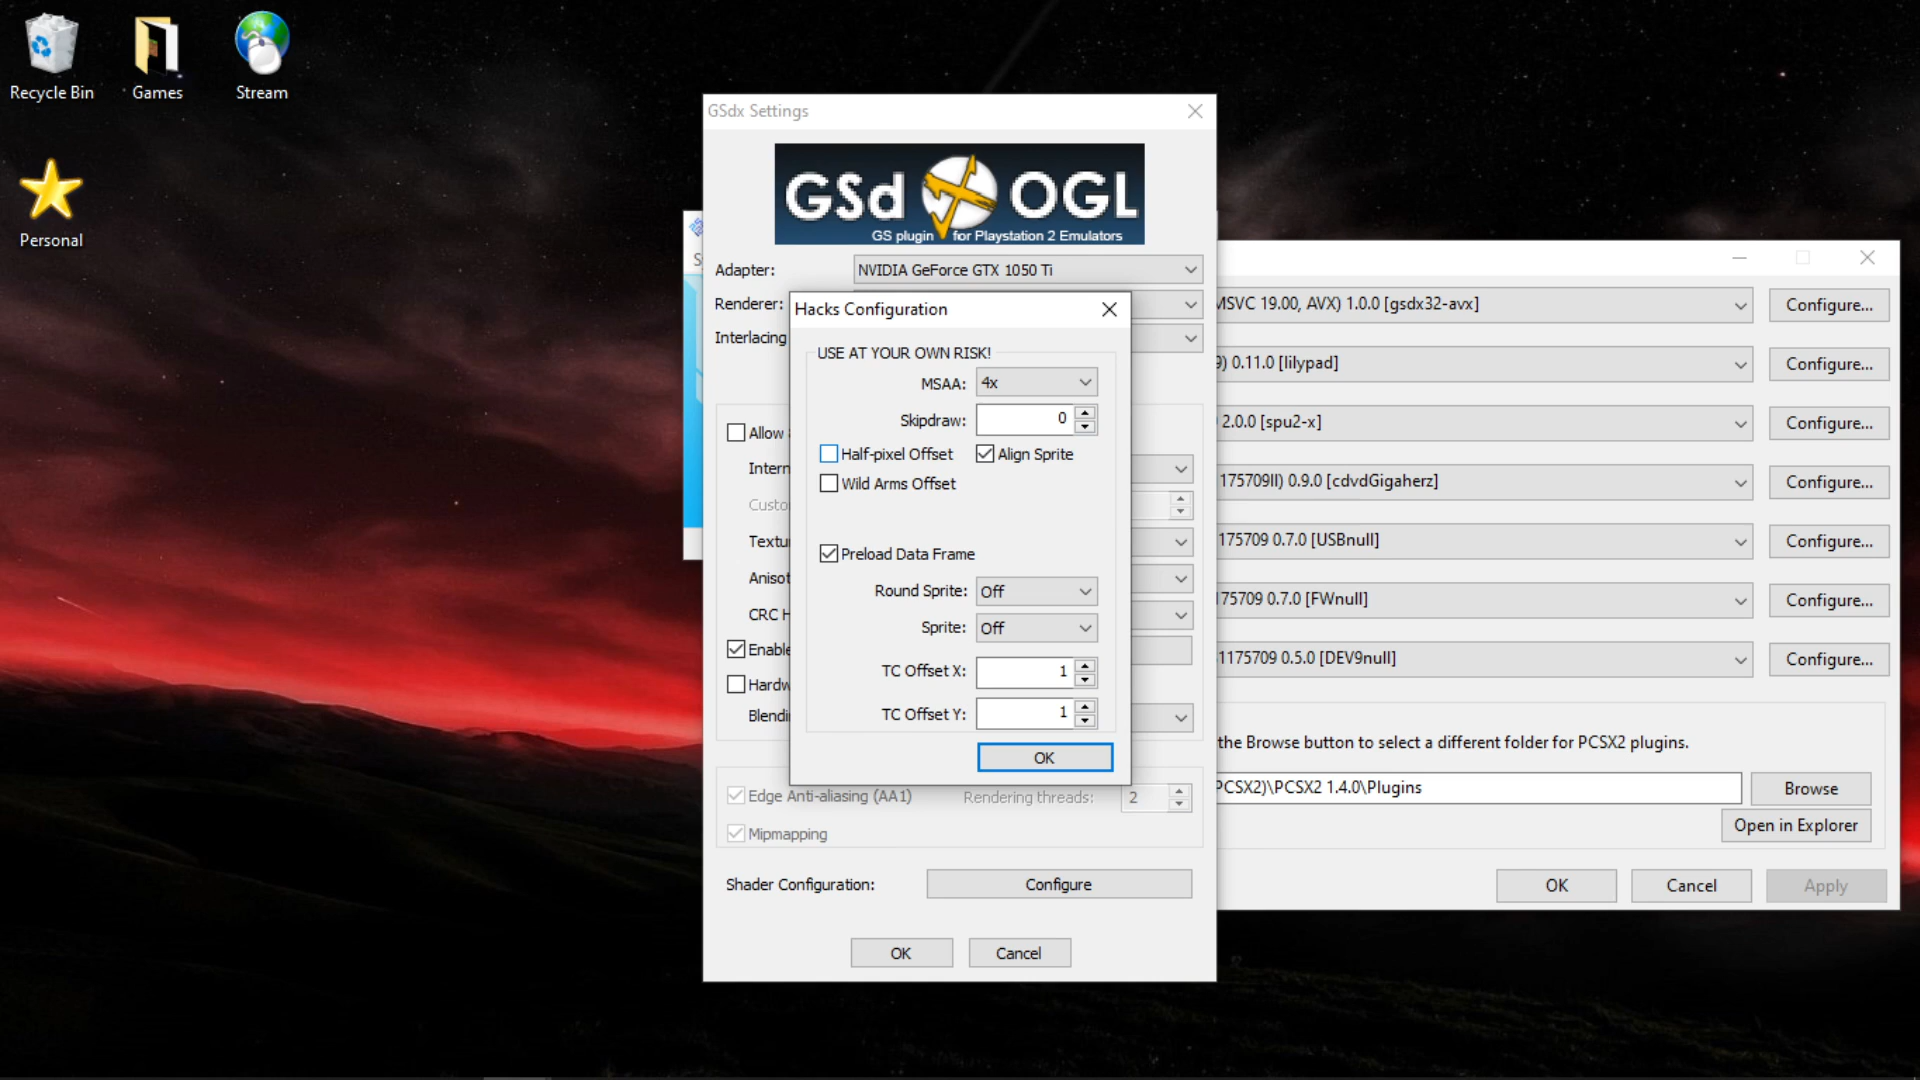 Recycle Bin
Games
Stream
Personal
GSdx Settings
GSd OGL
GS plugin for Playstation 2 Emulators
Adapter:
NVIDIA GeForce GTX 1050 Ti
Renderer:
Interlacing
Hacks Configuration
USE AT YOUR OWN RISK!
MSAA:
4x
Skipdraw:
0
Half-pixel Offset
Align Sprite
Wild Arms Offset
Preload Data Frame
Round Sprite:
Off
Sprite:
Off
TC Offset X:
1
TC Offset Y:
1
OK
Allow
Intern
Custo
Textu
Anisot
CRC H
Enable
Hardw
Blendi
Edge Anti-aliasing (AA1)
Rendering threads:
2
Mipmapping
Shader Configuration:
Configure
OK
Cancel
MSVC 19.00, AVX) 1.0.0 [gsdx32-avx]
Configure...
9) 0.11.0 [lilypad]
Configure...
2.0.0 [spu2-x]
Configure...
175709II) 0.9.0 [cdvdGigaherz]
Configure...
175709 0.7.0 [USBnull]
Configure...
175709 0.7.0 [FWnull]
Configure...
1175709 0.5.0 [DEV9null]
Configure...
the Browse button to select a different folder for PCSX2 plugins.
PCSX2)\PCSX2 1.4.0\Plugins
Browse
Open in Explorer
OK
Cancel
Apply